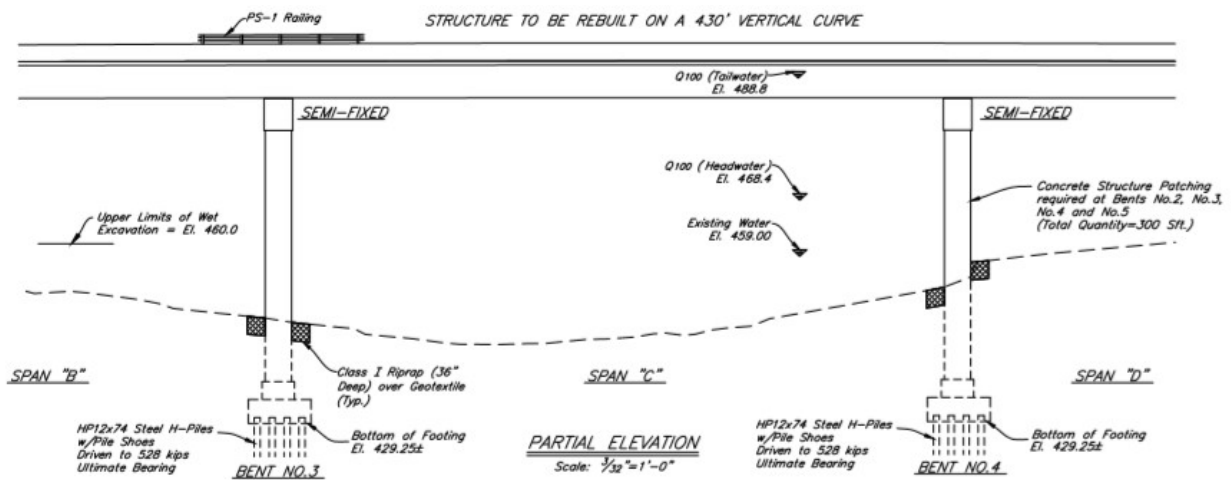 PS-1 Railing
STRUCTURE TO BE REBUILT ON A 430' VERTICAL CURVE
Q100 (Tailwater)
El. 488.8
SEMI-FIXED
SEMI-FIXED
Q100 (Headwater)
El. 468.4
Concrete Structure Patching
required at Bents No.2, No.3,
No.4 and No.5
(Total Quantity=300 Sft.)
Upper Limits of Wet
Excavation = El. 460.0
Existing Water
El. 459.00
SPAN "B"
Class I Riprap (36"
Deep) over Geotextile
(Typ.)
SPAN "C"
SPAN "D"
HP12x74 Steel H-Piles
w/Pile Shoes
Driven to 528 kips
Ultimate Bearing
Bottom of Footing
El. 429.25±
BENT NO.3
PARTIAL ELEVATION
Scale: 3/32"=1'-0"
HP12x74 Steel H-Piles
w/Pile Shoes
Driven to 528 kips
Ultimate Bearing
Bottom of Footing
El. 429.25±
BENT NO.4